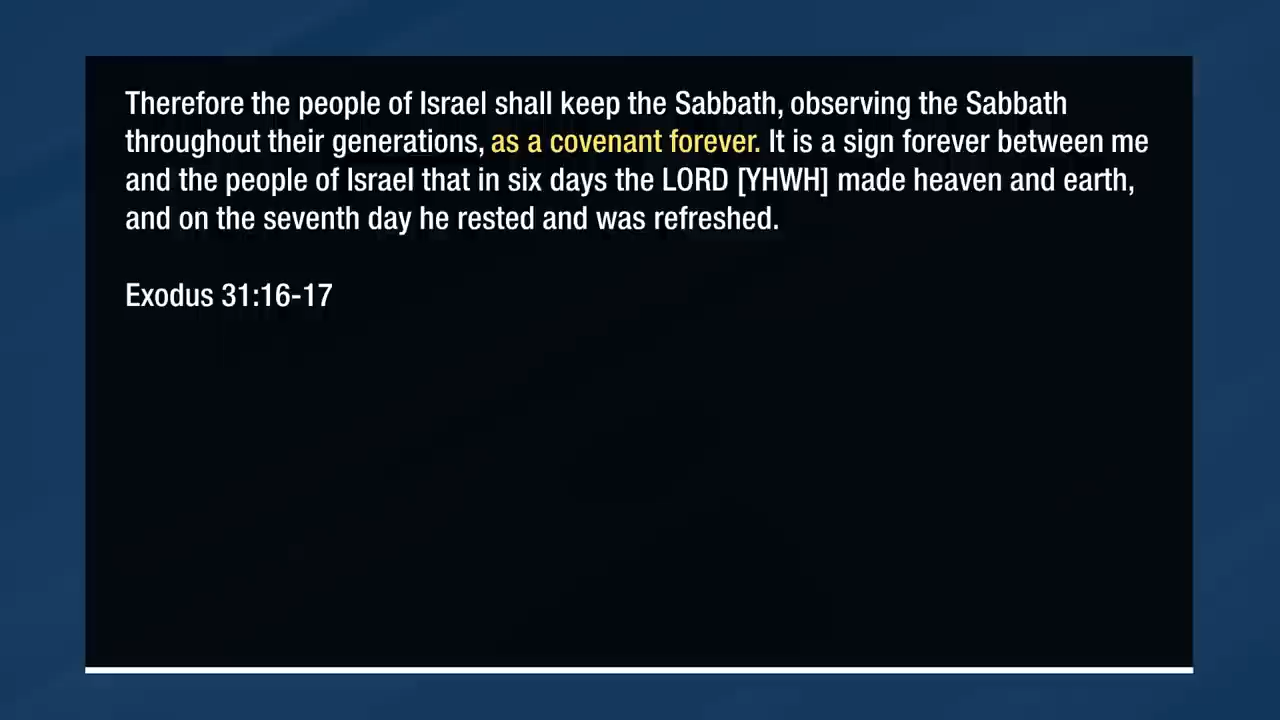 Therefore the people of Israel shall keep the Sabbath, observing the Sabbath
throughout their generations, as a covenant forever. It is a sign forever between me
and the people of Israel that in six days the LORD [YHWH] made heaven and earth,
and on the seventh day he rested and was refreshed.
Exodus 31:16-17